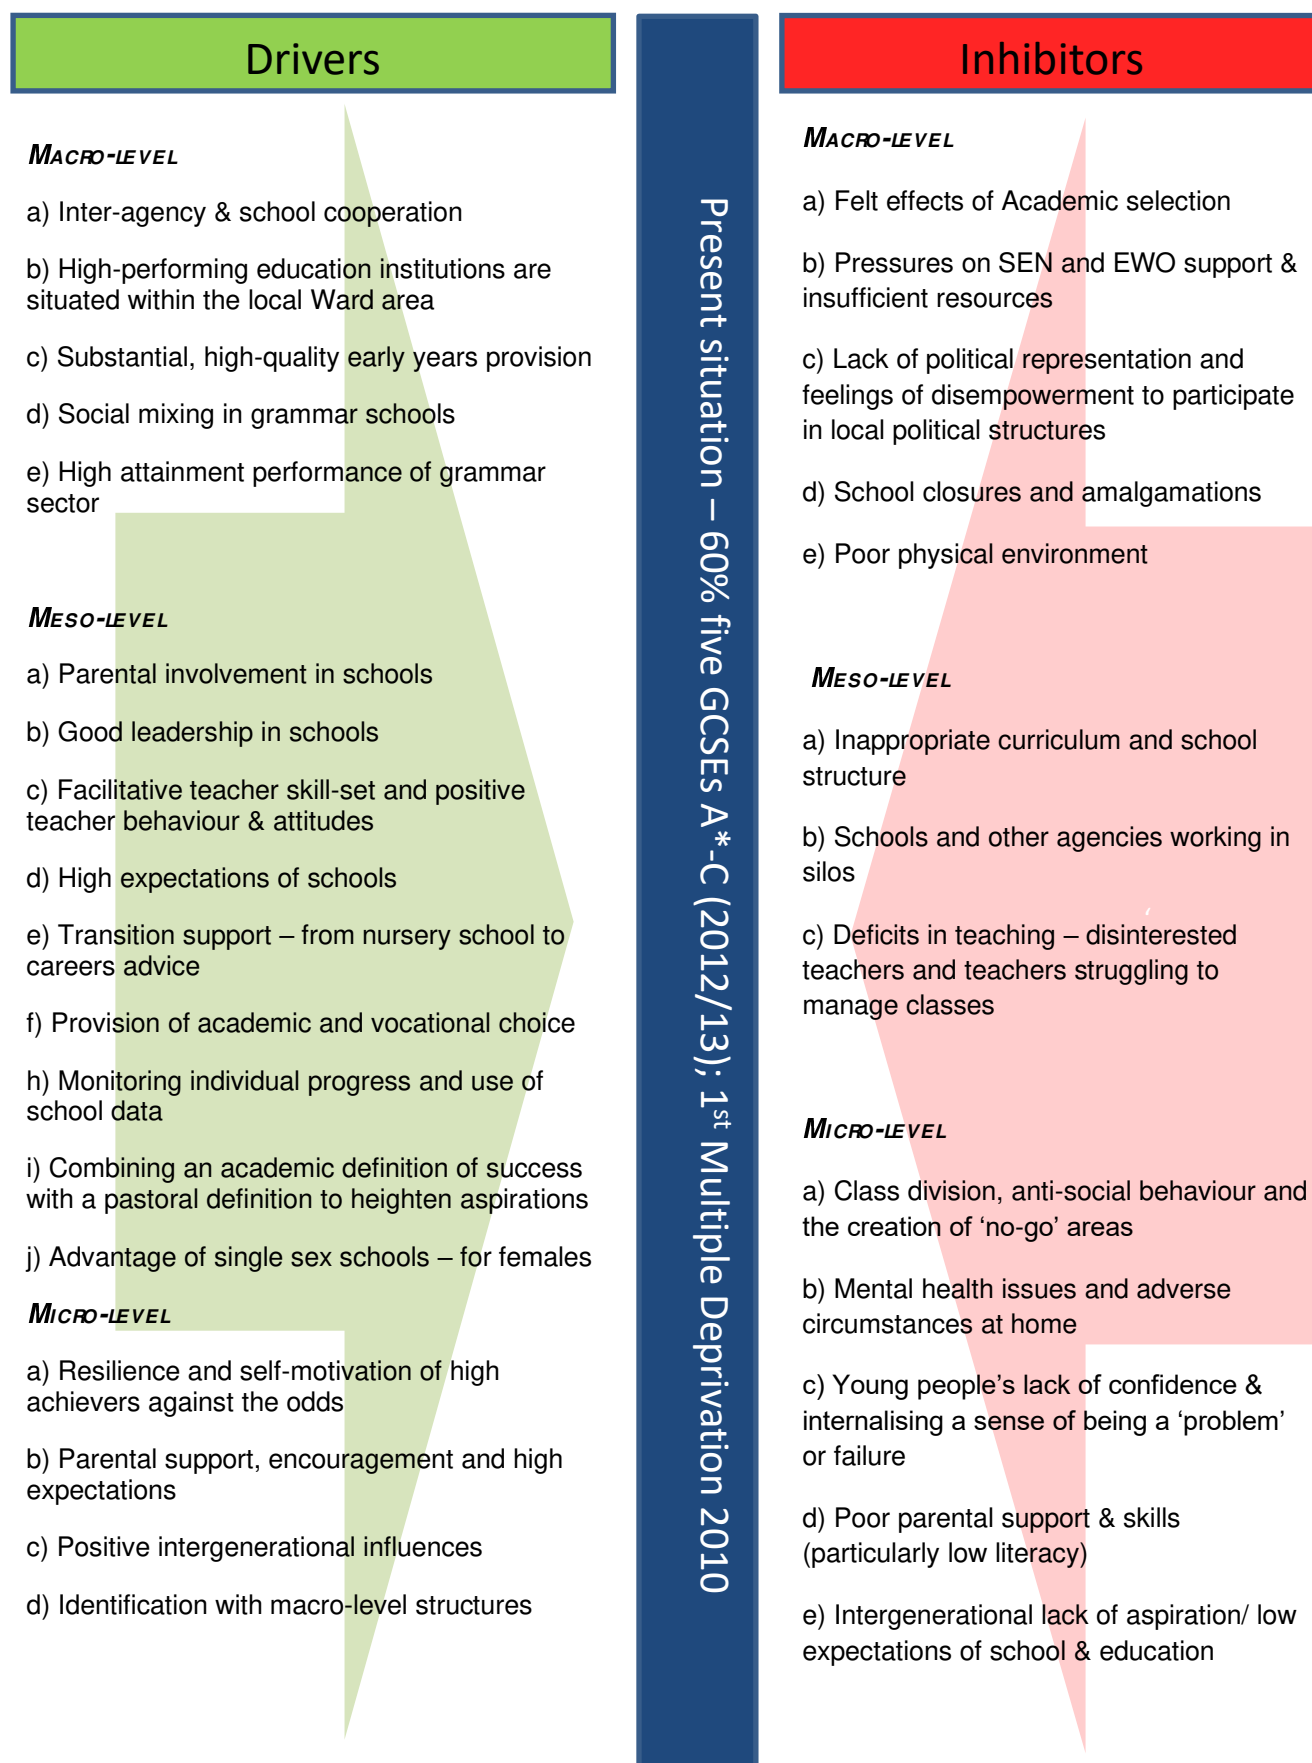 Drivers
MACRO-LEVEL
a) Inter-agency & school cooperation
b) High-performing education institutions are
situated within the local Ward area
c) Substantial, high-quality early years provision
d) Social mixing in grammar schools
e) High attainment performance of grammar
sector
MESO-LEVEL
a) Parental involvement in schools
b) Good leadership in schools
c) Facilitative teacher skill-set and positive
teacher behaviour & attitudes
d) High expectations of schools
e) Transition support – from nursery school to
careers advice
f) Provision of academic and vocational choice
h) Monitoring individual progress and use of
school data
i) Combining an academic definition of success
with a pastoral definition to heighten aspirations
j) Advantage of single sex schools – for females
MICRO-LEVEL
a) Resilience and self-motivation of high
achievers against the odds
b) Parental support, encouragement and high
expectations
c) Positive intergenerational influences
d) Identification with macro-level structures
Present situation – 60% five GCSEs A*-C (2012/13); 1st Multiple Deprivation 2010
Inhibitors
MACRO-LEVEL
a) Felt effects of Academic selection
b) Pressures on SEN and EWO support &
insufficient resources
c) Lack of political representation and
feelings of disempowerment to participate
in local political structures
d) School closures and amalgamations
e) Poor physical environment
MESO-LEVEL
a) Inappropriate curriculum and school
structure
b) Schools and other agencies working in
silos
c) Deficits in teaching – disinterested
teachers and teachers struggling to
manage classes
MICRO-LEVEL
a) Class division, anti-social behaviour and
the creation of ‘no-go’ areas
b) Mental health issues and adverse
circumstances at home
c) Young people’s lack of confidence &
internalising a sense of being a ‘problem’
or failure
d) Poor parental support & skills
(particularly low literacy)
e) Intergenerational lack of aspiration/ low
expectations of school & education